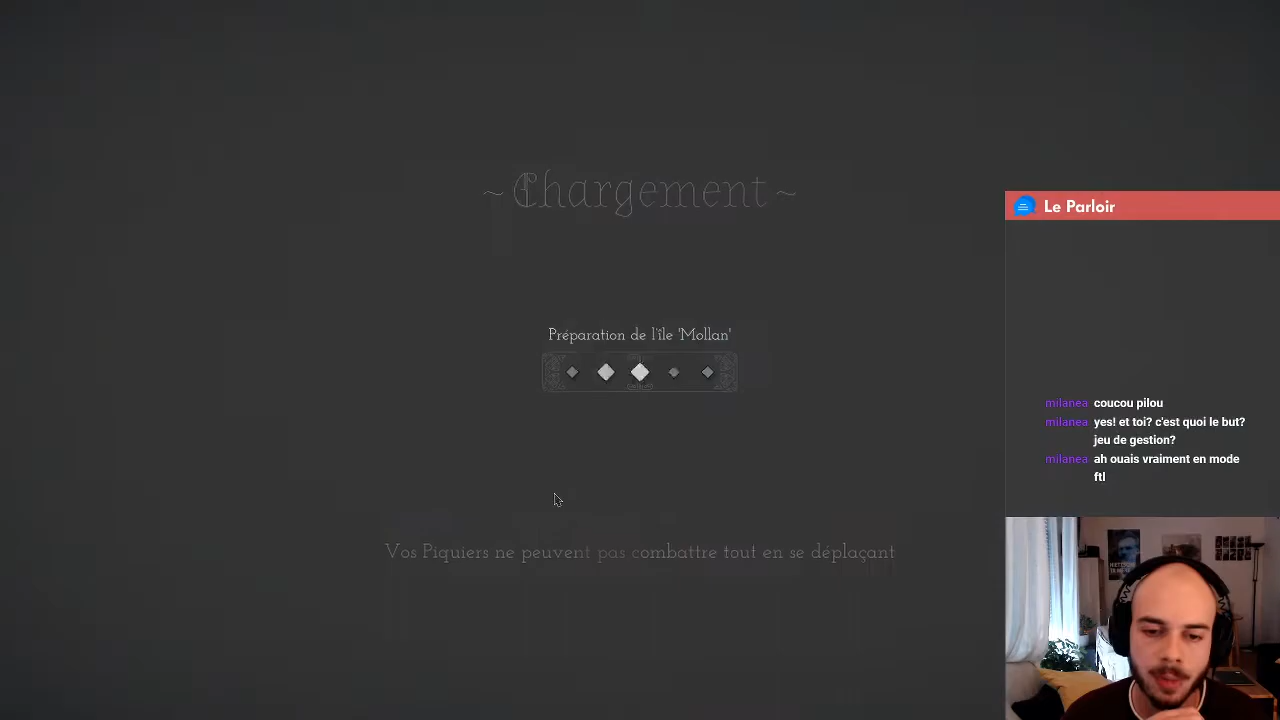 ~Chargement~
Le Parloir
Préparation de l'île 'Mollan'
milanea coucou pilou
milanea yes! et toi? c'est quoi le but?
jeu de gestion?
milanea ah ouais vraiment en mode
ftl
Vos Piquiers ne peuvent pas combattre tout en se déplaçant